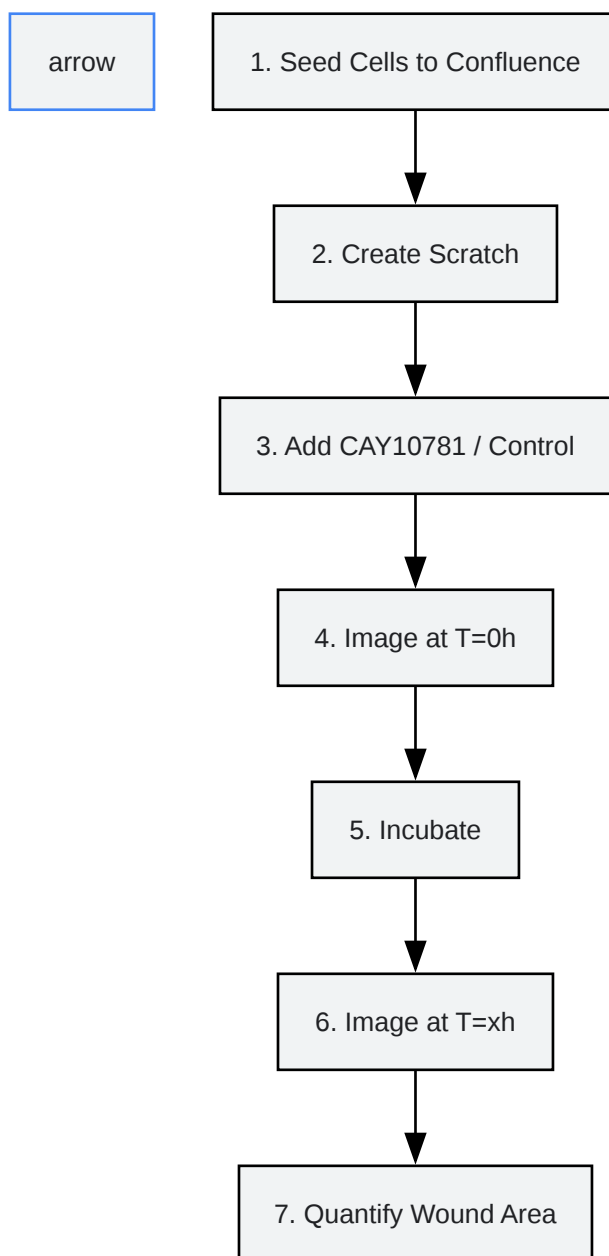 arrow
1. Seed Cells to Confluence
2. Create Scratch
3. Add CAY10781 / Control
4. Image at T=0h
5. Incubate
6. Image at T=xh
7. Quantify Wound Area